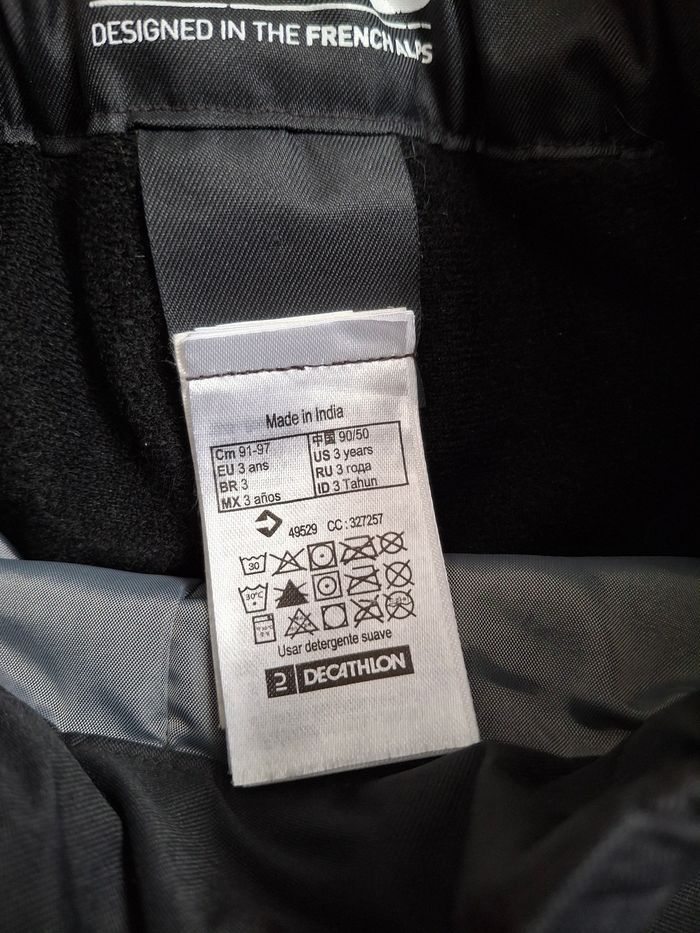 DESIGNED IN THE FRENCH ALPS
Made in India
Cm 91-97
EU 3 ans
BR 3
MX 3 años
中国 90/50
US 3 years
RU 3 года
ID 3 Tahun
49529 CC: 327257
30
30°C
Usar detergente suave
DECATHLON